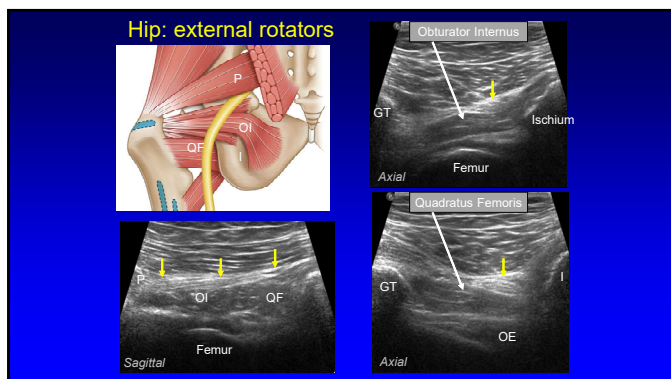 Hip: external rotators
P
OI
QF
I
Obturator Internus
GT
Ischium
Femur
Axial
P
OI
QF
Femur
Sagittal
Quadratus Femoris
GT
I
OE
Axial